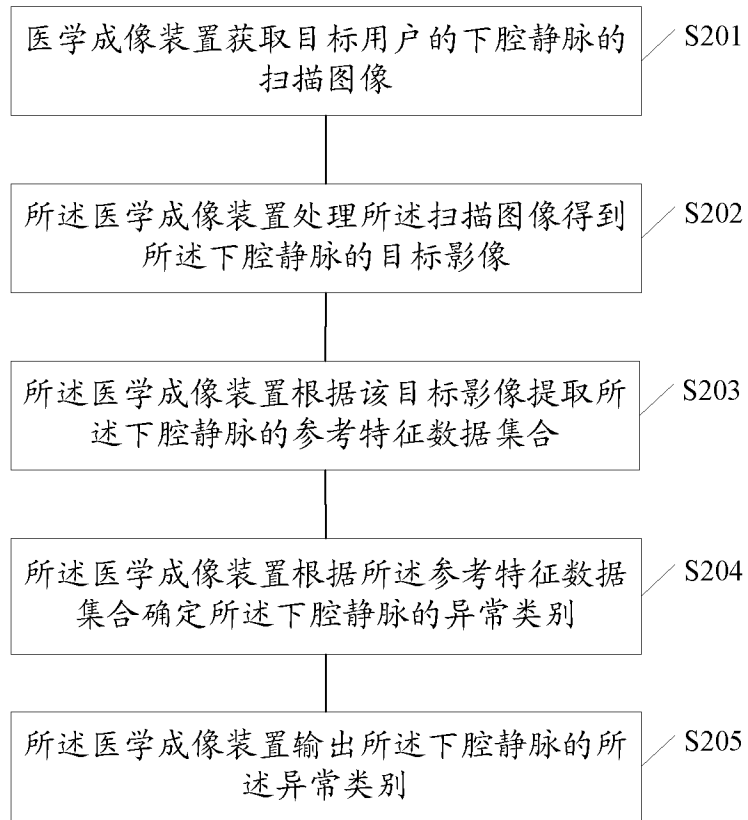 医学成像装置获取目标用户的下腔静脉的
扫描图像
S201
所述医学成像装置处理所述扫描图像得到
所述下腔静脉的目标影像
S202
所述医学成像装置根据该目标影像提取所
述下腔静脉的参考特征数据集合
S203
所述医学成像装置根据所述参考特征数据
集合确定所述下腔静脉的异常类别
S204
所述医学成像装置输出所述下腔静脉的所
述异常类别
S205